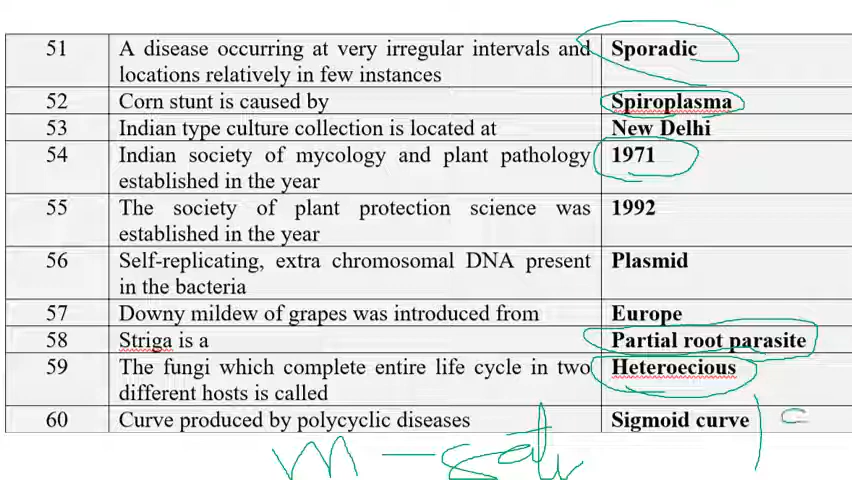 51 A disease occurring at very irregular intervals and Sporadic
locations relatively in few instances
52 Corn stunt is caused by Spiroplasma
53 Indian type culture collection is located at New Delhi
54 Indian society of mycology and plant pathology 1971
established in the year
55 The society of plant protection science was 1992
established in the year
56 Self-replicating, extra chromosomal DNA present Plasmid
in the bacteria
57 Downy mildew of grapes was introduced from Europe
58 Striga is a Partial root parasite
59 The fungi which complete entire life cycle in two Heteroecious
different hosts is called
60 Curve produced by polycyclic diseases Sigmoid curve
m -